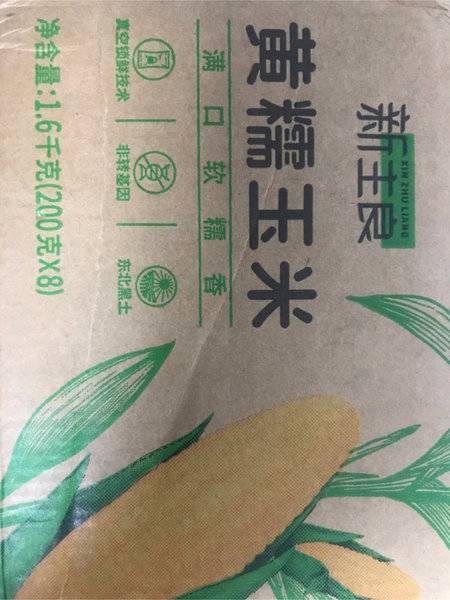 新主良
XIN ZHU LIANG
黄糯玉米
满口软糯香
真空锁鲜技术
非转基因
东北黑土
净含量:1.6千克(200克X8)